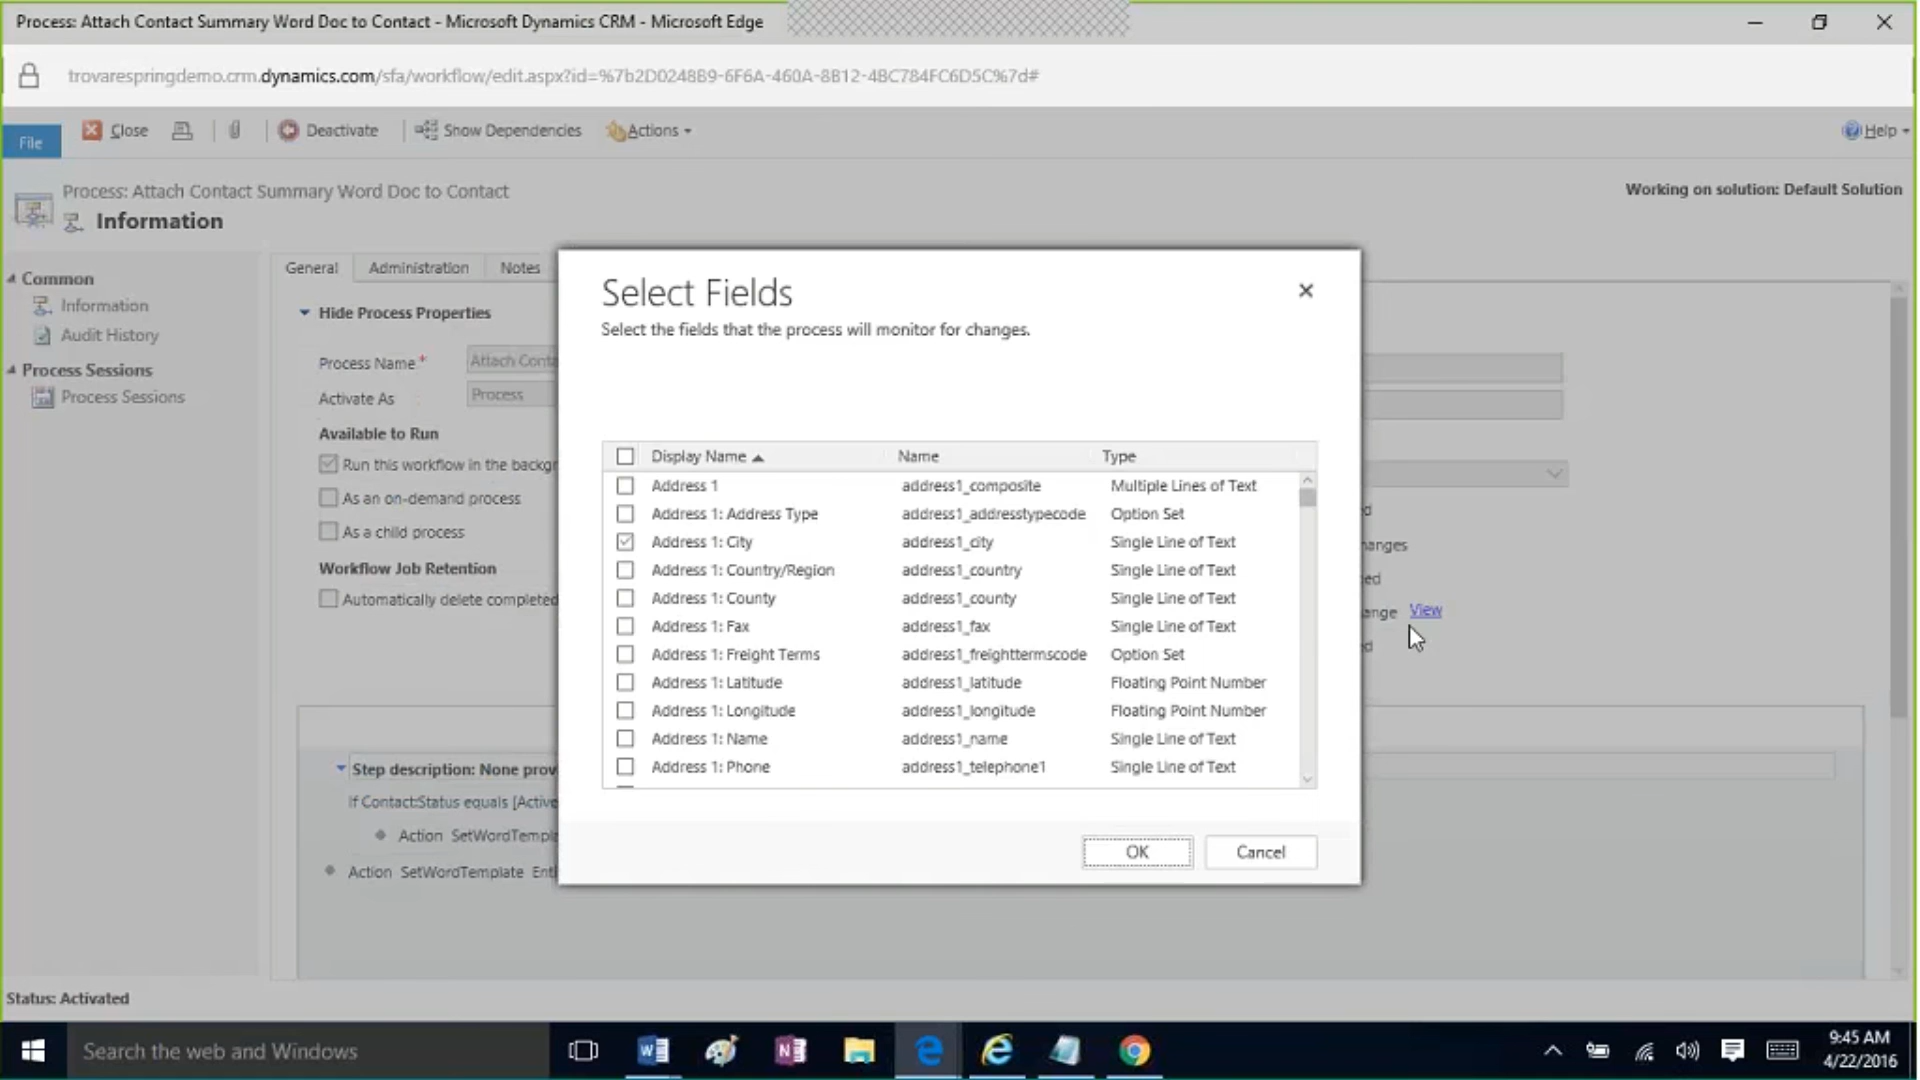 Process: Attach Contact Summary Word Doc to Contact - Microsoft Dynamics CRM - Microsoft Edge
trovarespringdemo.crm.dynamics.com/sfa/workflow/edit.aspx?id=%7b2D0248B9-6F6A-460A-8B12-4BC784FC6D5C%7d#
File
Close
Deactivate
Show Dependencies
Actions
Help
Process: Attach Contact Summary Word Doc to Contact
Information
Working on solution: Default Solution
Common
Information
Audit History
Process Sessions
Process Sessions
General
Administration
Notes
Hide Process Properties
Process Name*
Attach Conta
Activate As
Process
Available to Run
Run this workflow in the backgr
As an on-demand process
As a child process
Workflow Job Retention
Automatically delete completed
Select Fields
Select the fields that the process will monitor for changes.
Display Name Name Type
Address 1 address1_composite Multiple Lines of Text
Address 1: Address Type address1_addresstypecode Option Set
Address 1: City address1_city Single Line of Text
Address 1: Country/Region address1_country Single Line of Text
Address 1: County address1_county Single Line of Text
Address 1: Fax address1_fax Single Line of Text
Address 1: Freight Terms address1_freighttermscode Option Set
Address 1: Latitude address1_latitude Floating Point Number
Address 1: Longitude address1_longitude Floating Point Number
Address 1: Name address1_name Single Line of Text
Address 1: Phone address1_telephone1 Single Line of Text
OK
Cancel
hanges
ed
ange View
Step description: None prov
If Contact:Status equals [Active
Action SetWordTempla
Action SetWordTemplate Enti
Status: Activated
Search the web and Windows
9:45 AM
4/22/2016